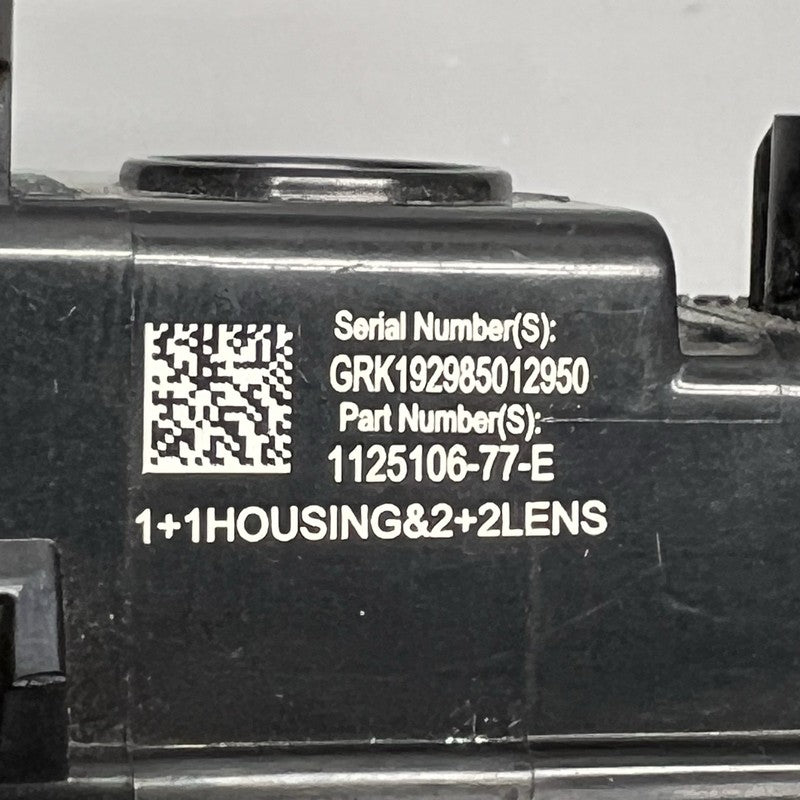 Serial Number(S):
GRK192985012950
Part Number(S):
1125106-77-E
1+1HOUSING&2+2LENS